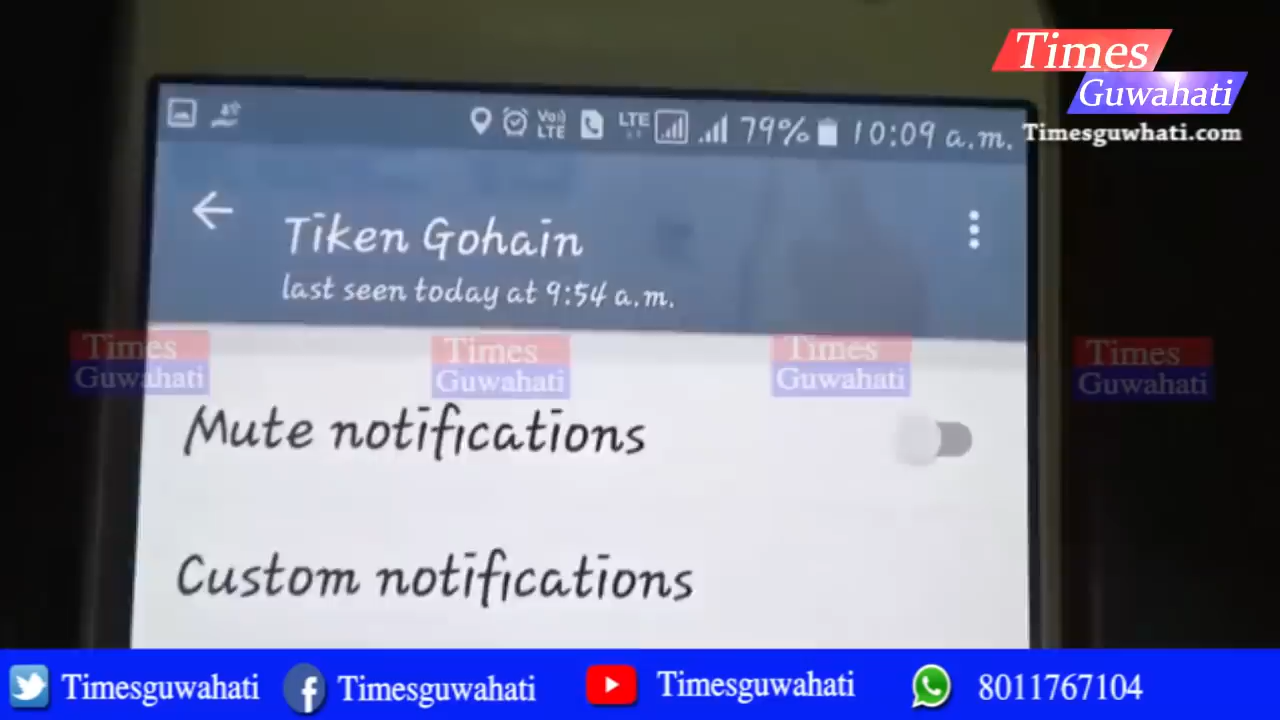 Times
Guwahati
Timesguwhati.com
Vo))
LTE
LTE
79% 10:09 a.m.
Tiken Gohain
last seen today at 9:54 a.m.
Times
Guwahati
Times
Guwahati
Times
Guwahati
Times
Guwahati
Mute notifications
Custom notifications
Timesguwahati
Timesguwahati
Timesguwahati
8011767104